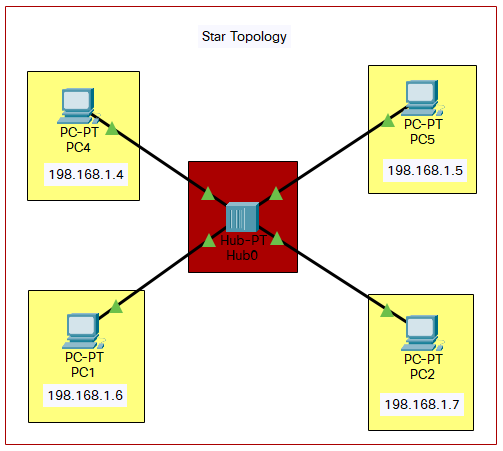 Star Topology
PC-PT
PC4
198.168.1.4
PC-PT
PC5
198.168.1.5
Hub-PT
Hub0
PC-PT
PC1
198.168.1.6
PC-PT
PC2
198.168.1.7